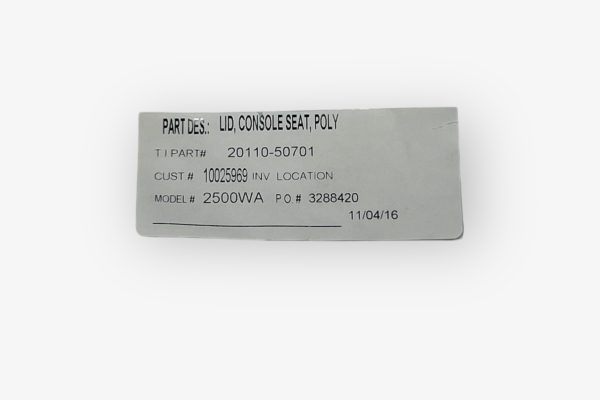 PART DES.: LID, CONSOLE SEAT, POLY
T I PART# 20110-50701
CUST # 10025969 INV LOCATION
MODEL # 2500WA P.O. # 3288420
11/04/16